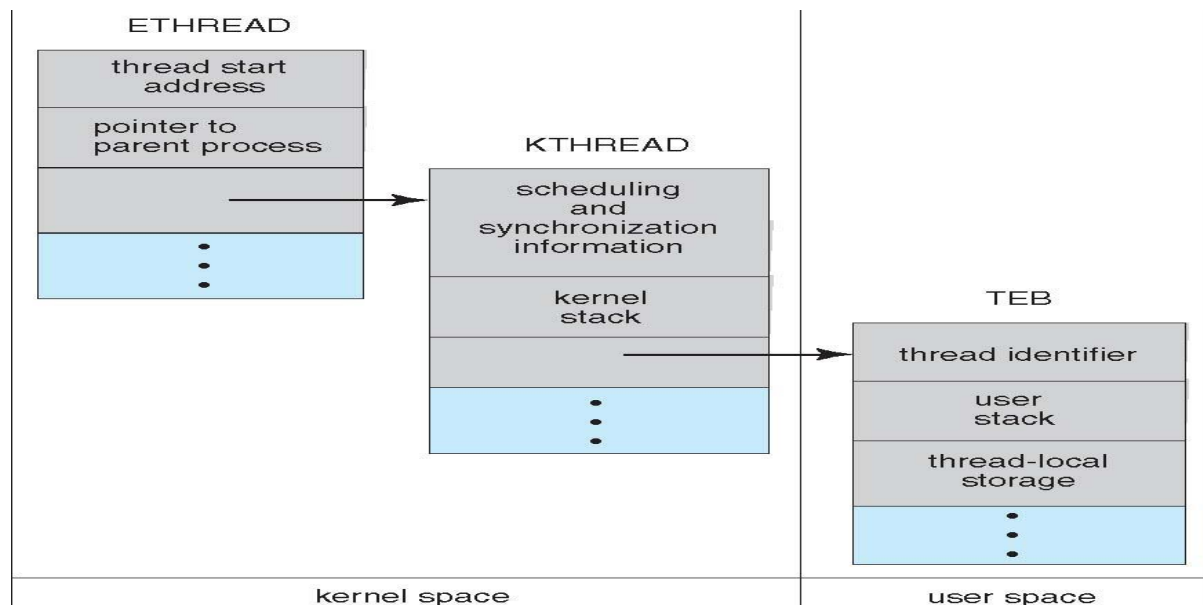 ETHREAD
thread start
address
pointer to
parent process
KTHREAD
scheduling
and
synchronization
information
kernel
stack
TEB
thread identifier
user
stack
thread-local
storage
kernel space
user space